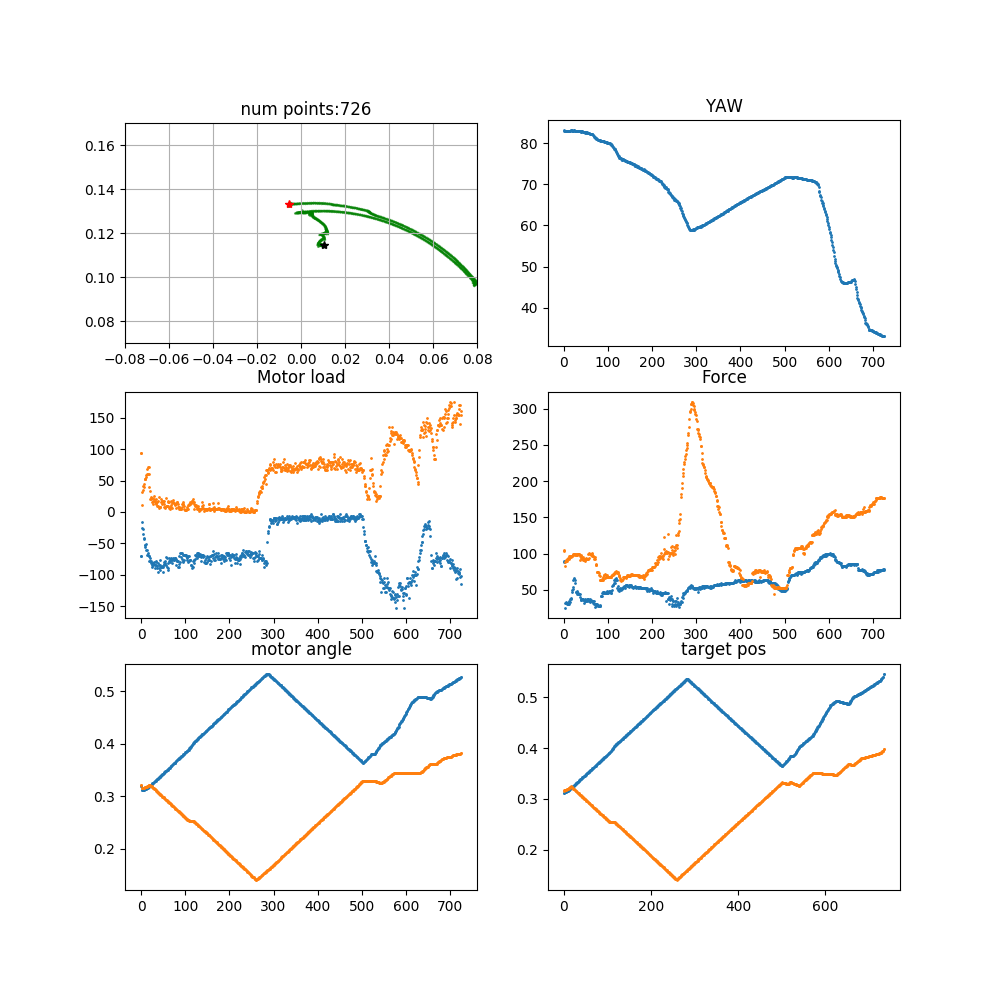 num points:726
YAW
0.16
0.14
0.12
0.10
0.08
−0.08 −0.06 −0.04 −0.02 0.00 0.02 0.04 0.06 0.08
80
70
60
50
40
0 100 200 300 400 500 600 700
Motor load
Force
150
100
50
0
−50
−100
−150
0 100 200 300 400 500 600 700
300
250
200
150
100
50
0 100 200 300 400 500 600 700
motor angle
target pos
0.5
0.4
0.3
0.2
0 100 200 300 400 500 600 700
0.5
0.4
0.3
0.2
0 200 400 600